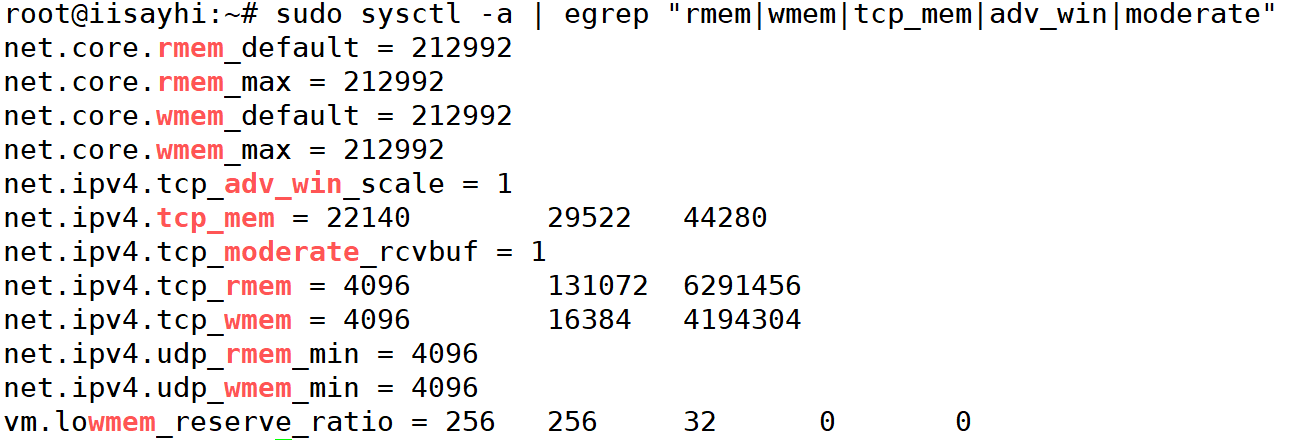 root@iisayhi:~# sudo sysctl -a | egrep "rmem|wmem|tcp_mem|adv_win|moderate"
net.core.rmem_default = 212992
net.core.rmem_max = 212992
net.core.wmem_default = 212992
net.core.wmem_max = 212992
net.ipv4.tcp_adv_win_scale = 1
net.ipv4.tcp_mem = 22140 29522 44280
net.ipv4.tcp_moderate_rcvbuf = 1
net.ipv4.tcp_rmem = 4096 131072 6291456
net.ipv4.tcp_wmem = 4096 16384 4194304
net.ipv4.udp_rmem_min = 4096
net.ipv4.udp_wmem_min = 4096
vm.lowmem_reserve_ratio = 256 256 32 0 0